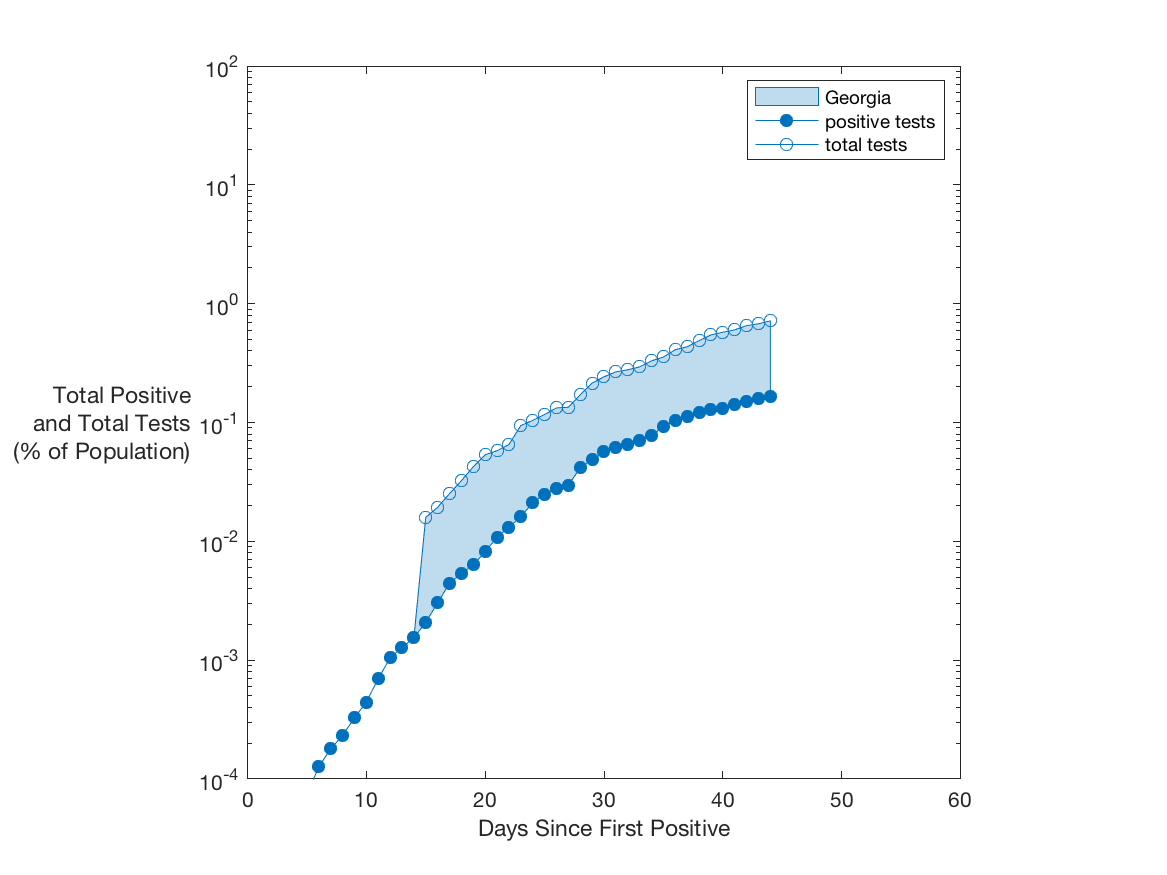 10^2
10^1
10^0
10^-1
10^-2
10^-3
10^-4
Total Positive
and Total Tests
(% of Population)
Georgia
positive tests
total tests
0 10 20 30 40 50 60
Days Since First Positive